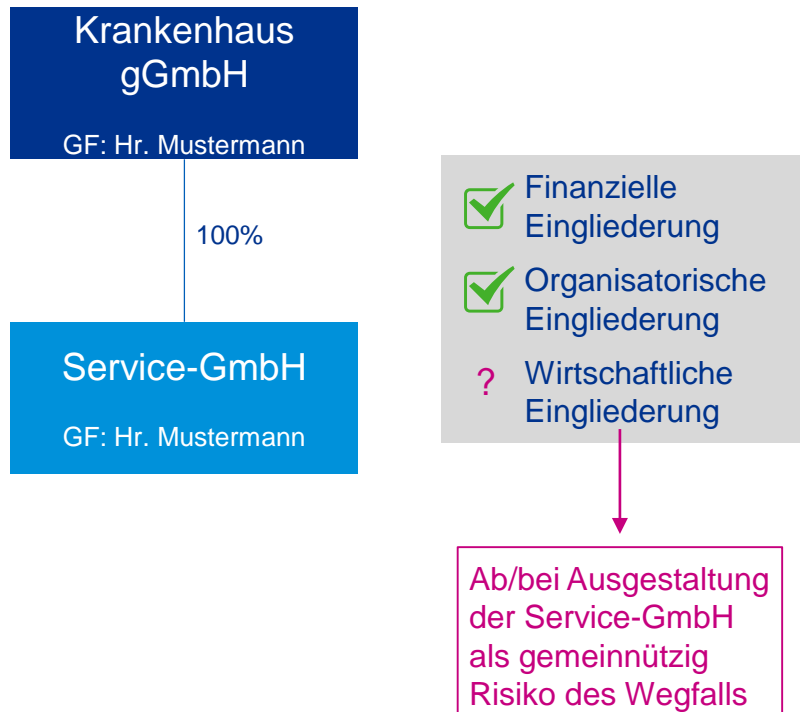 Krankenhaus
gGmbH
GF: Hr. Mustermann
100%
Service-GmbH
GF: Hr. Mustermann
Finanzielle
Eingliederung
Organisatorische
Eingliederung
? Wirtschaftliche
Eingliederung
Ab/bei Ausgestaltung
der Service-GmbH
als gemeinnützig
Risiko des Wegfalls